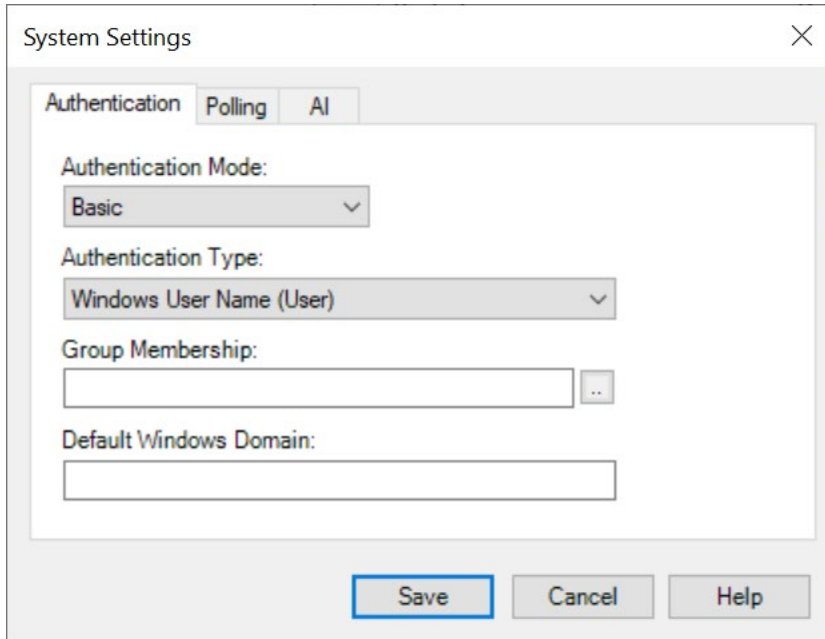 System Settings
Authentication Polling AI
Authentication Mode:
Basic
Authentication Type:
Windows User Name (User)
Group Membership:
..
Default Windows Domain:
Save Cancel Help